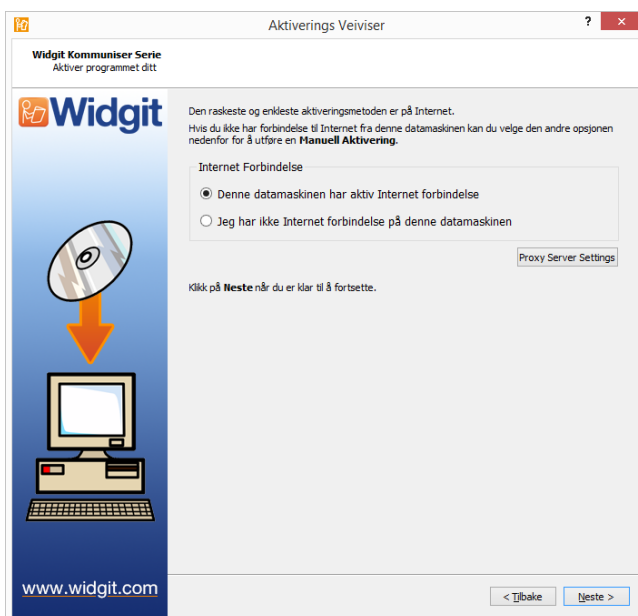 Aktiverings Veiviser
?
×
Widgit Kommuniser Serie
Aktiver programmet ditt
Widgit
Den raskeste og enkleste aktiveringsmetoden er på Internet.
Hvis du ikke har forbindelse til Internet fra denne datamaskinen kan du velge den andre opsjonen
nedenfor for å utføre en Manuell Aktivering.
Internet Forbindelse
Denne datamaskinen har aktiv Internet forbindelse
Jeg har ikke Internet forbindelse på denne datamaskinen
Proxy Server Settings
Klikk på Neste når du er klar til å fortsette.
www.widgit.com
< Tilbake
Neste >